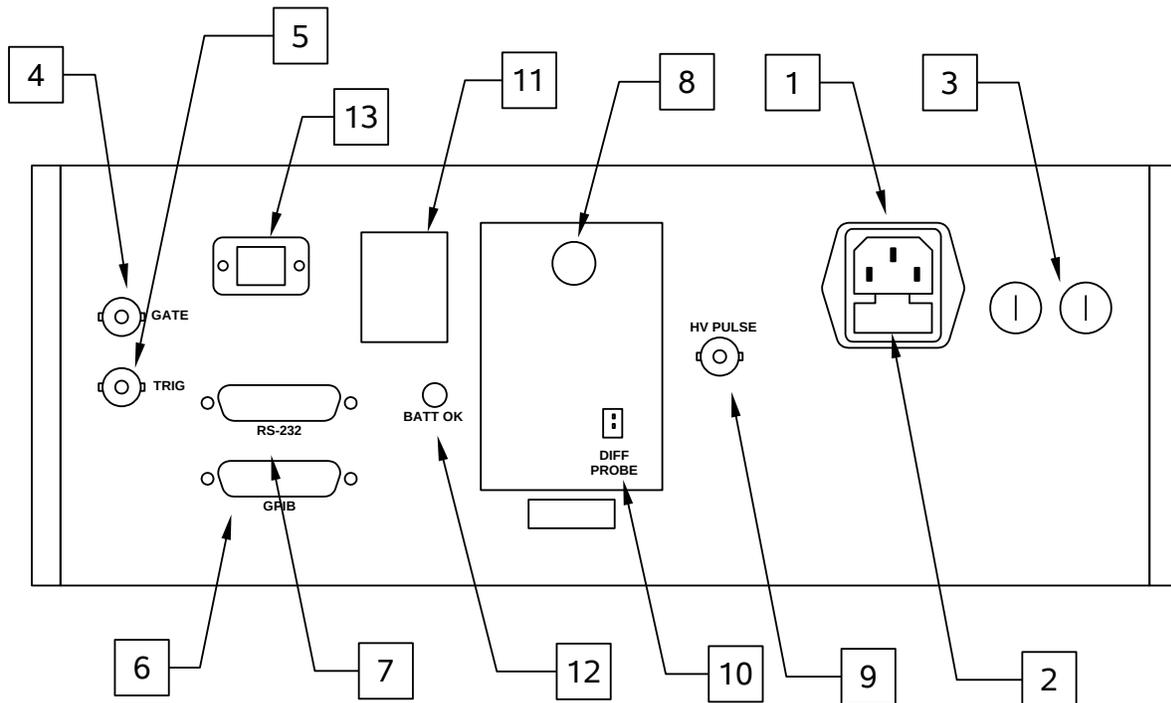 5
4
11
8
1
3
13
GATE
HV PULSE
TRIG
BATT OK
RS-232
DIFF
PROBE
GPIB
6
7
12
10
9
2